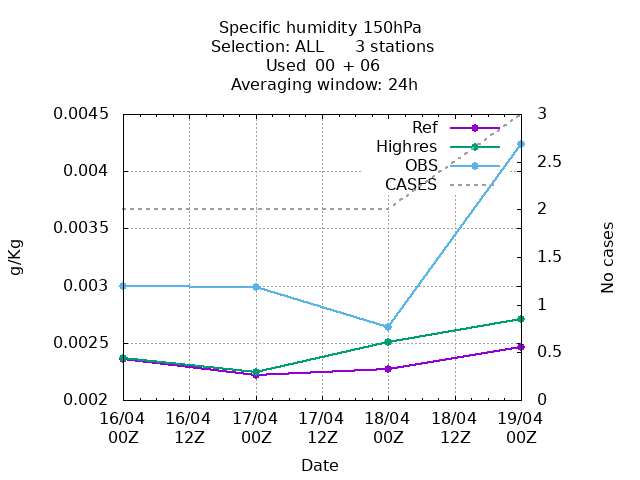 Specific humidity 150hPa
Selection: ALL 3 stations
Used 00 + 06
Averaging window: 24h
0.0045
0.004
0.0035
0.003
0.0025
0.002
g/Kg
Ref
Highres
OBS
CASES
3
2.5
2
1.5
1
0.5
0
No cases
16/04 16/04 17/04 17/04 18/04 18/04 19/04
00Z 12Z 00Z 12Z 00Z 12Z 00Z
Date